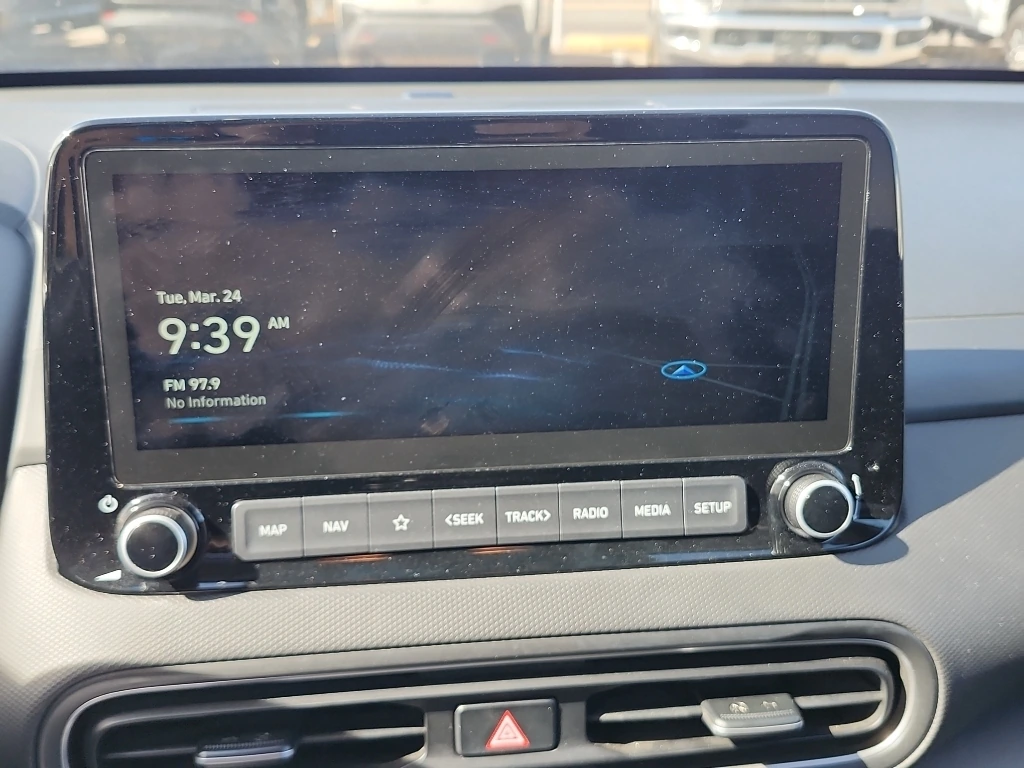 Tue, Mar. 24
9:39 AM
FM 97.9
No Information
MAP NAV ☆ <SEEK TRACK> RADIO MEDIA SETUP